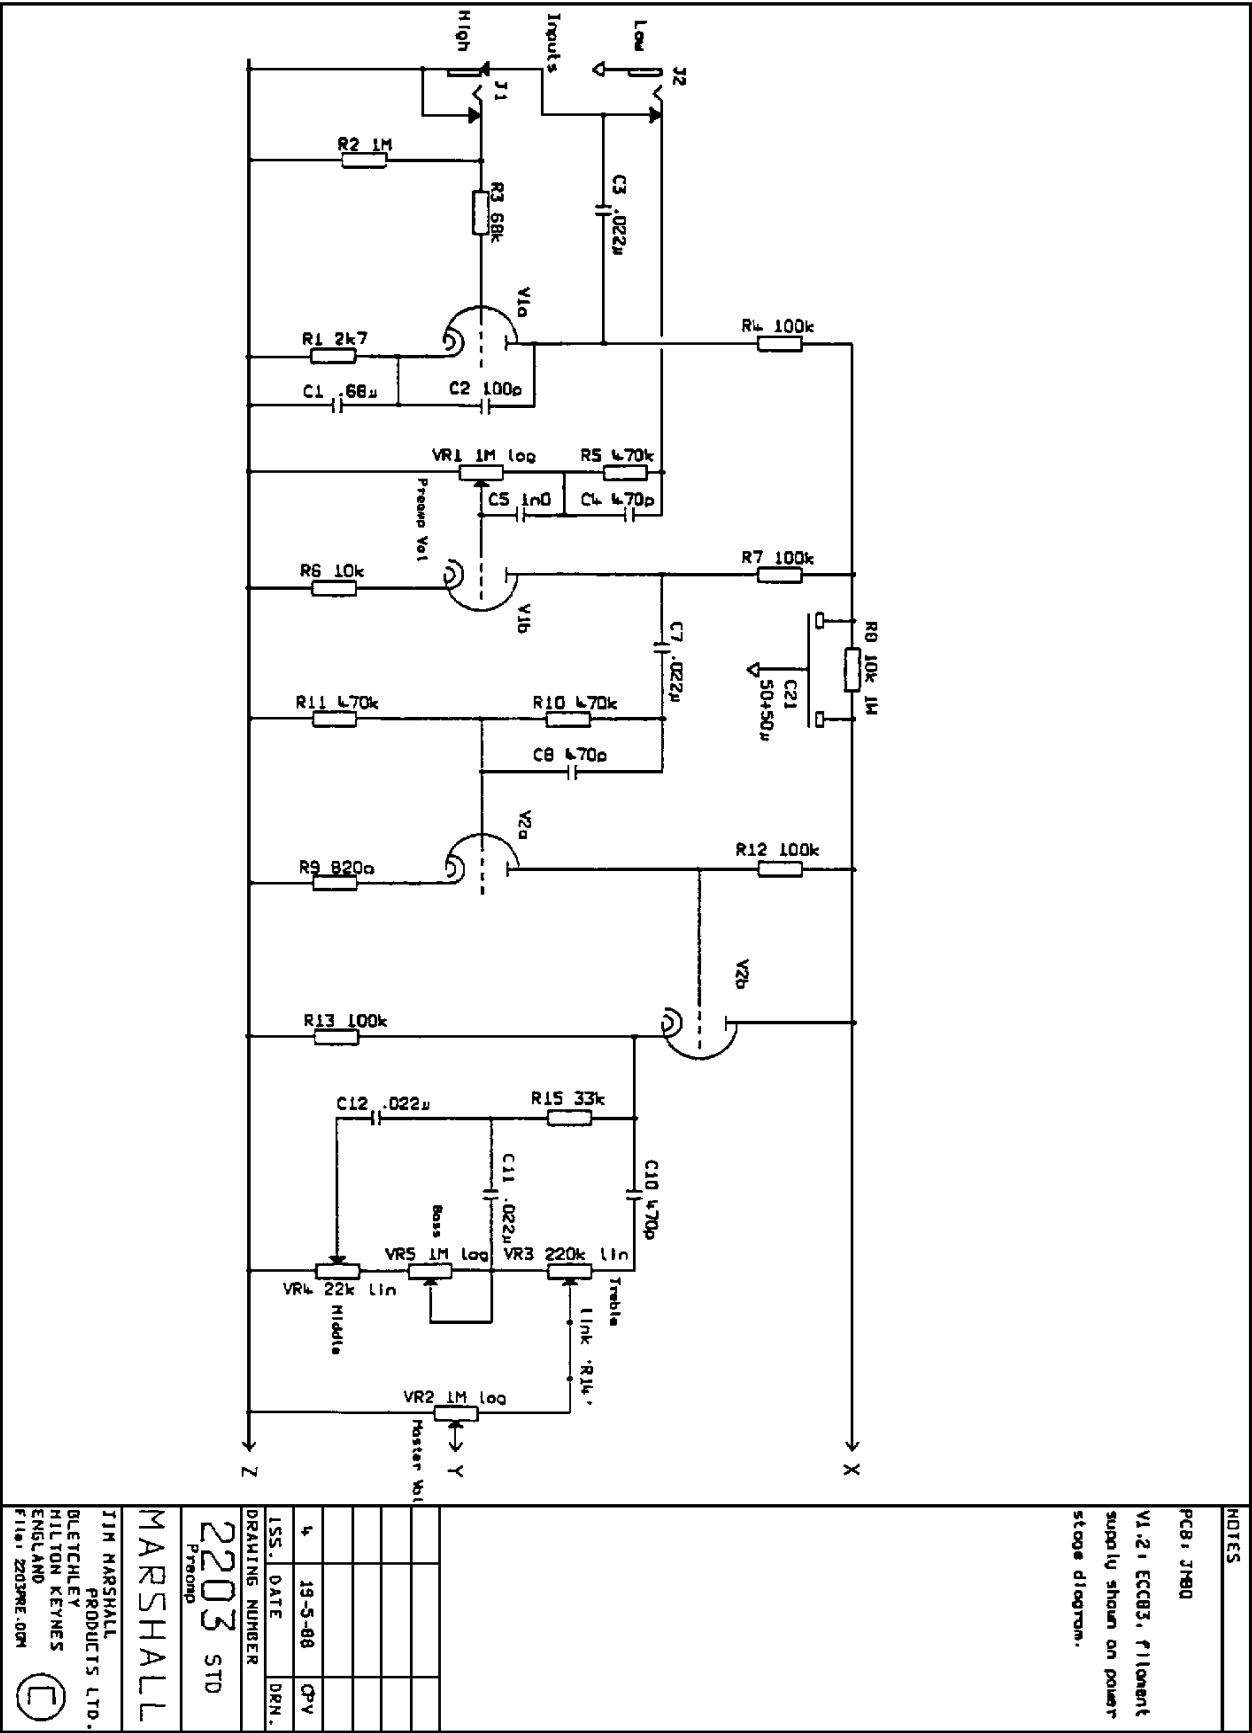 High
Inputs
Low
J1
J2
R2 1M
R3 68k
C3 .022µ
V1a
R4 100k
R1 2k7
C1 .68µ
C2 100p
VR1 1M log
Preamp Vol
R5 470k
C5 1n0
C4 470p
R6 10k
V1b
R7 100k
C7 .022µ
R8 10k 1W
C21
50+50µ
R11 470k
R10 470k
C8 470p
V2a
R9 820n
R12 100k
V2b
R13 100k
C12 .022µ
R15 33k
C11 .022µ
C10 470p
Bass
VR5 1M log
VR3 220k lin
Treble
VR4 22k lin
Middle
link 'R14'
VR2 1M log
Master Vol
X
Y
Z
NOTES
PCB: JMBD
V1,2: ECC83, filament
supply shown on power
stage diagram.
4 19-5-88 CPY
ISS. DATE DRN.
DRAWING NUMBER
2203 STD
Preamp
MARSHALL
JIM MARSHALL
PRODUCTS LTD.
BLETCHLEY
MILTON KEYNES
ENGLAND
File: 2203PRE.DGM